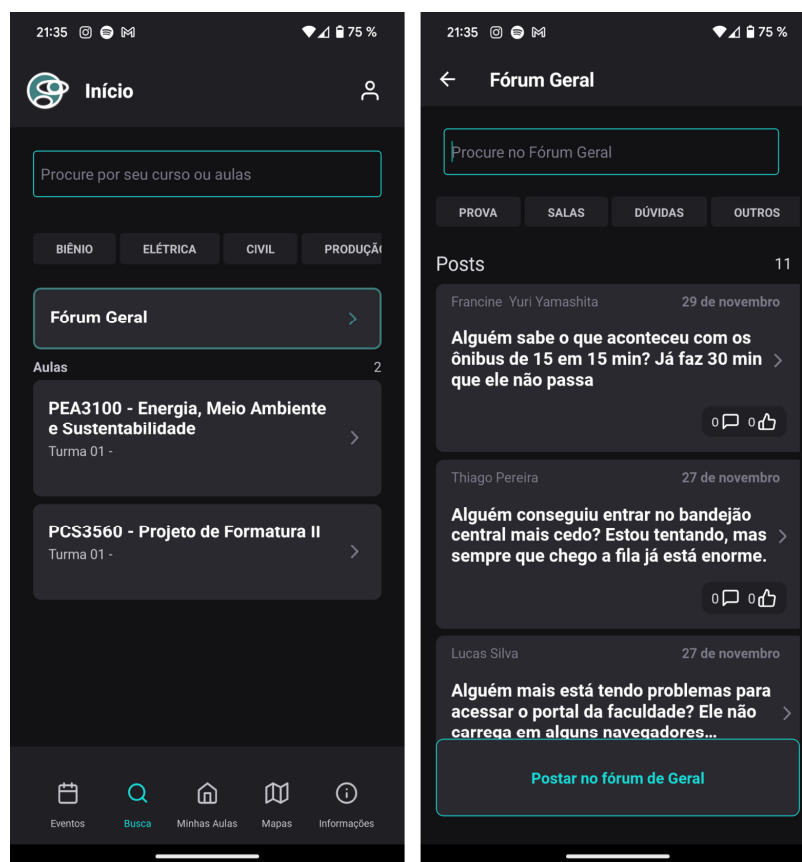 21:35 75 %
Início
Procure por seu curso ou aulas
BIÊNIO ELÉTRICA CIVIL PRODUÇÃ
Fórum Geral
Aulas 2
PEA3100 - Energia, Meio Ambiente
e Sustentabilidade
Turma 01 -
PCS3560 - Projeto de Formatura II
Turma 01 -
Eventos Busca Minhas Aulas Mapas Informações
21:35 75 %
Fórum Geral
Procure no Fórum Geral
PROVA SALAS DÚVIDAS OUTROS
Posts 11
Francine Yuri Yamashita 29 de novembro
Alguém sabe o que aconteceu com os
ônibus de 15 em 15 min? Já faz 30 min
que ele não passa
0 0
Thiago Pereira 27 de novembro
Alguém conseguiu entrar no bandejão
central mais cedo? Estou tentando, mas
sempre que chego a fila já está enorme.
0 0
Lucas Silva 27 de novembro
Alguém mais está tendo problemas para
acessar o portal da faculdade? Ele não
carrega em alguns navegadores...
Postar no fórum de Geral